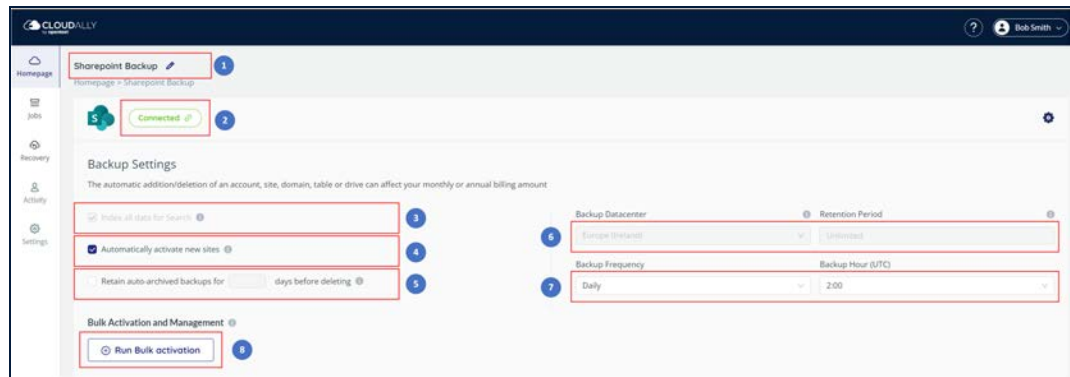 CLOUDALLY
by opentext
? Bob Smith
Homepage
Jobs
Recovery
Activity
Settings
Sharepoint Backup 1
Homepage > Sharepoint Backup
S Connected 2
Backup Settings
The automatic addition/deletion of an account, site, domain, table or drive can affect your monthly or annual billing amount
Index all data for Search 3
Automatically activate new sites 4
Retain auto-archived backups for days before deleting 5
Backup Datacenter Retention Period
6 Europe (Ireland) Unlimited
Backup Frequency Backup Hour (UTC)
7 Daily 2:00
Bulk Activation and Management
Run Bulk activation 8